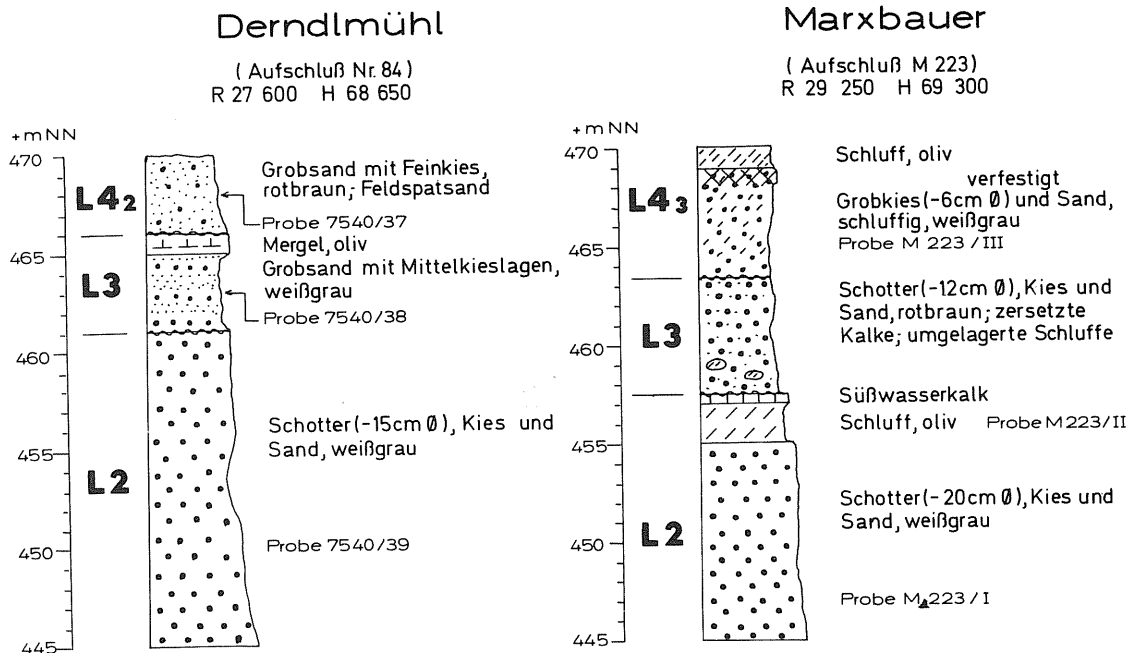 Derndlmühl
( Aufschluß Nr. 84)
R 27 600 H 68 650
+mNN
470
465
460
455
450
445
L4₂
L3
L2
Grobsand mit Feinkies,
rotbraun; Feldspatsand
Probe 7540/37
Mergel, oliv
Grobsand mit Mittelkieslagen,
weißgrau
Probe 7540/38
Schotter(-15cm Ø), Kies und
Sand, weißgrau
Probe 7540/39
Marxbauer
( Aufschluß M 223)
R 29 250 H 69 300
+mNN
470
465
460
455
450
445
L4₃
L3
L2
Schluff, oliv
verfestigt
Grobkies(-6cm Ø) und Sand,
schluffig, weißgrau
Probe M 223 / III
Schotter(-12cm Ø), Kies und
Sand, rotbraun; zersetzte
Kalke; umgelagerte Schluffe
Süßwasserkalk
Schluff, oliv Probe M 223/II
Schotter(-20cm Ø), Kies und
Sand, weißgrau
Probe M 223 / I